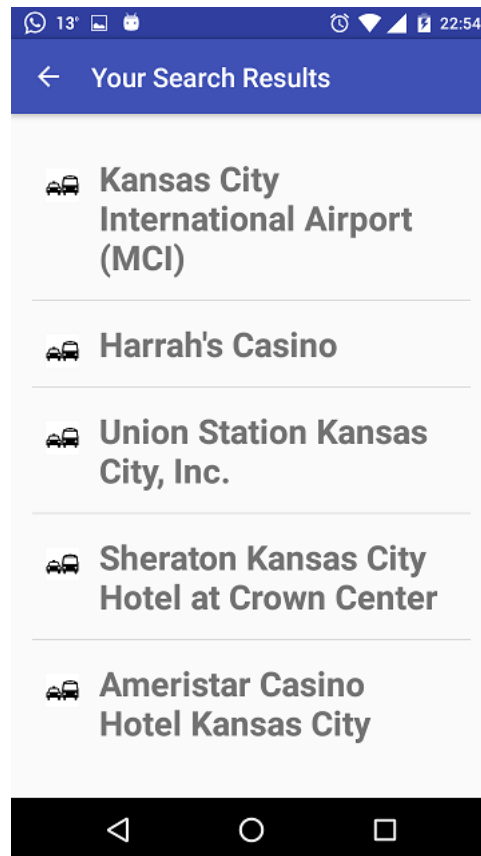 13° 22:54
Your Search Results
Kansas City
International Airport
(MCI)
Harrah's Casino
Union Station Kansas
City, Inc.
Sheraton Kansas City
Hotel at Crown Center
Ameristar Casino
Hotel Kansas City